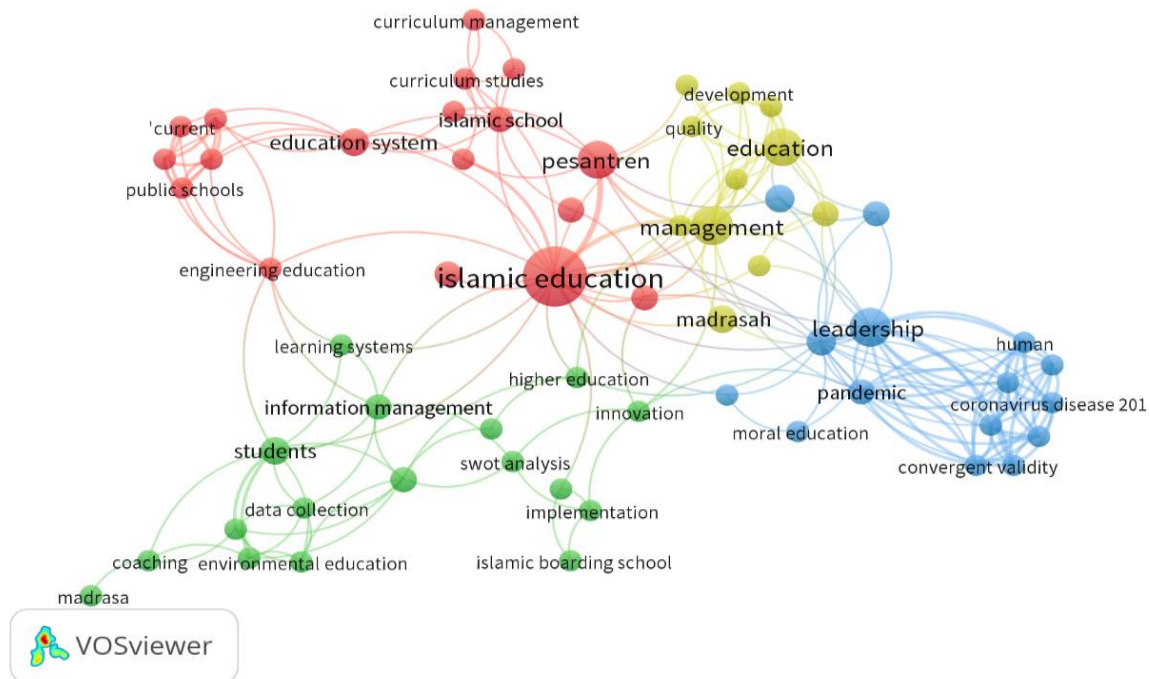 curriculum management
curriculum studies
islamic school
'current
education system
public schools
pesantren
development
quality
education
management
engineering education
islamic education
madrasah
leadership
human
learning systems
higher education
pandemic
coronavirus disease 201
information management
innovation
moral education
students
swot analysis
convergent validity
data collection
implementation
coaching
environmental education
islamic boarding school
madrasa
VOSviewer